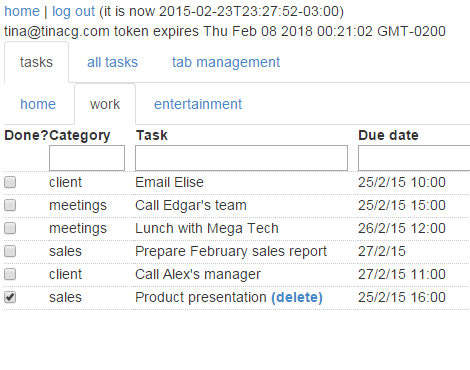 home | log out (it is now 2015-02-23T23:27:52-03:00)
tina@tinacg.com token expires Thu Feb 08 2018 00:21:02 GMT-0200
tasks all tasks tab management
home work entertainment
Done? Category Task Due date
client Email Elise 25/2/15 10:00
meetings Call Edgar's team 25/2/15 15:00
meetings Lunch with Mega Tech 26/2/15 12:00
sales Prepare February sales report 27/2/15
client Call Alex's manager 27/2/15 11:00
sales Product presentation (delete) 25/2/15 16:00